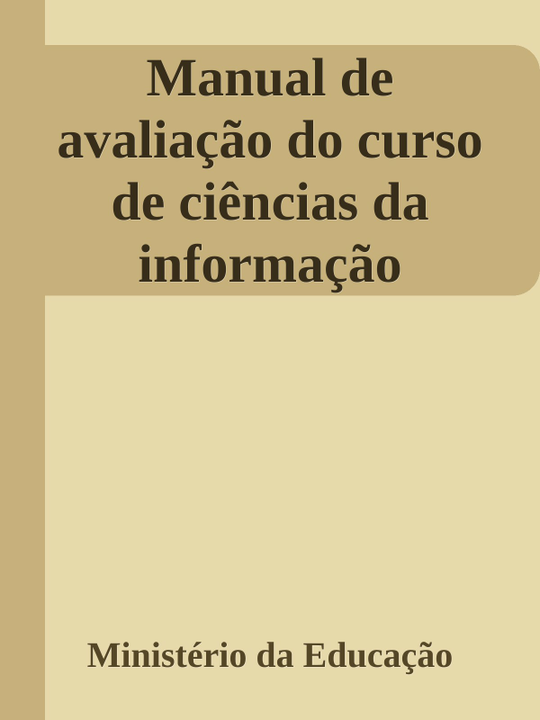 Manual de
avaliação do curso
de ciências da
informação
Ministério da Educação